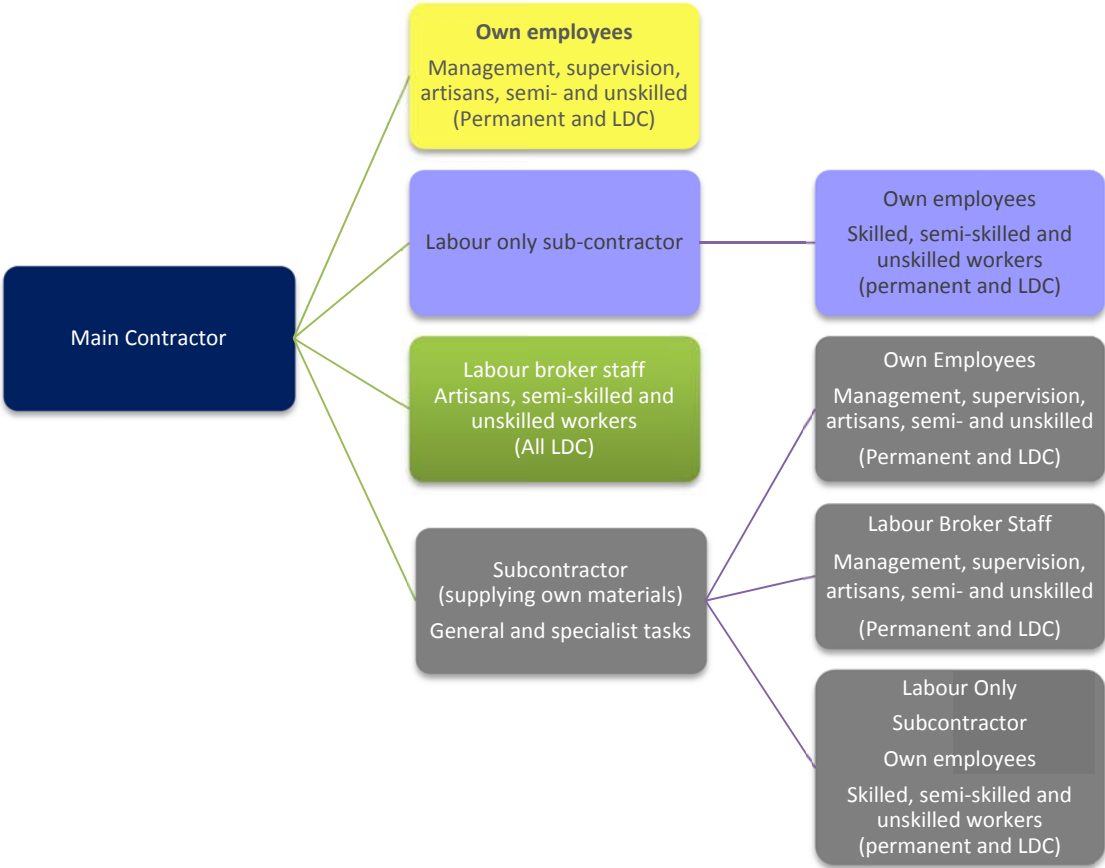 Main Contractor
Own employees
Management, supervision,
artisans, semi- and unskilled
(Permanent and LDC)
Labour only sub-contractor
Own employees
Skilled, semi-skilled and
unskilled workers
(permanent and LDC)
Labour broker staff
Artisans, semi-skilled and
unskilled workers
(All LDC)
Subcontractor
(supplying own materials)
General and specialist tasks
Own Employees
Management, supervision,
artisans, semi- and unskilled
(Permanent and LDC)
Labour Broker Staff
Management, supervision,
artisans, semi- and unskilled
(Permanent and LDC)
Labour Only
Subcontractor
Own employees
Skilled, semi-skilled and
unskilled workers
(permanent and LDC)